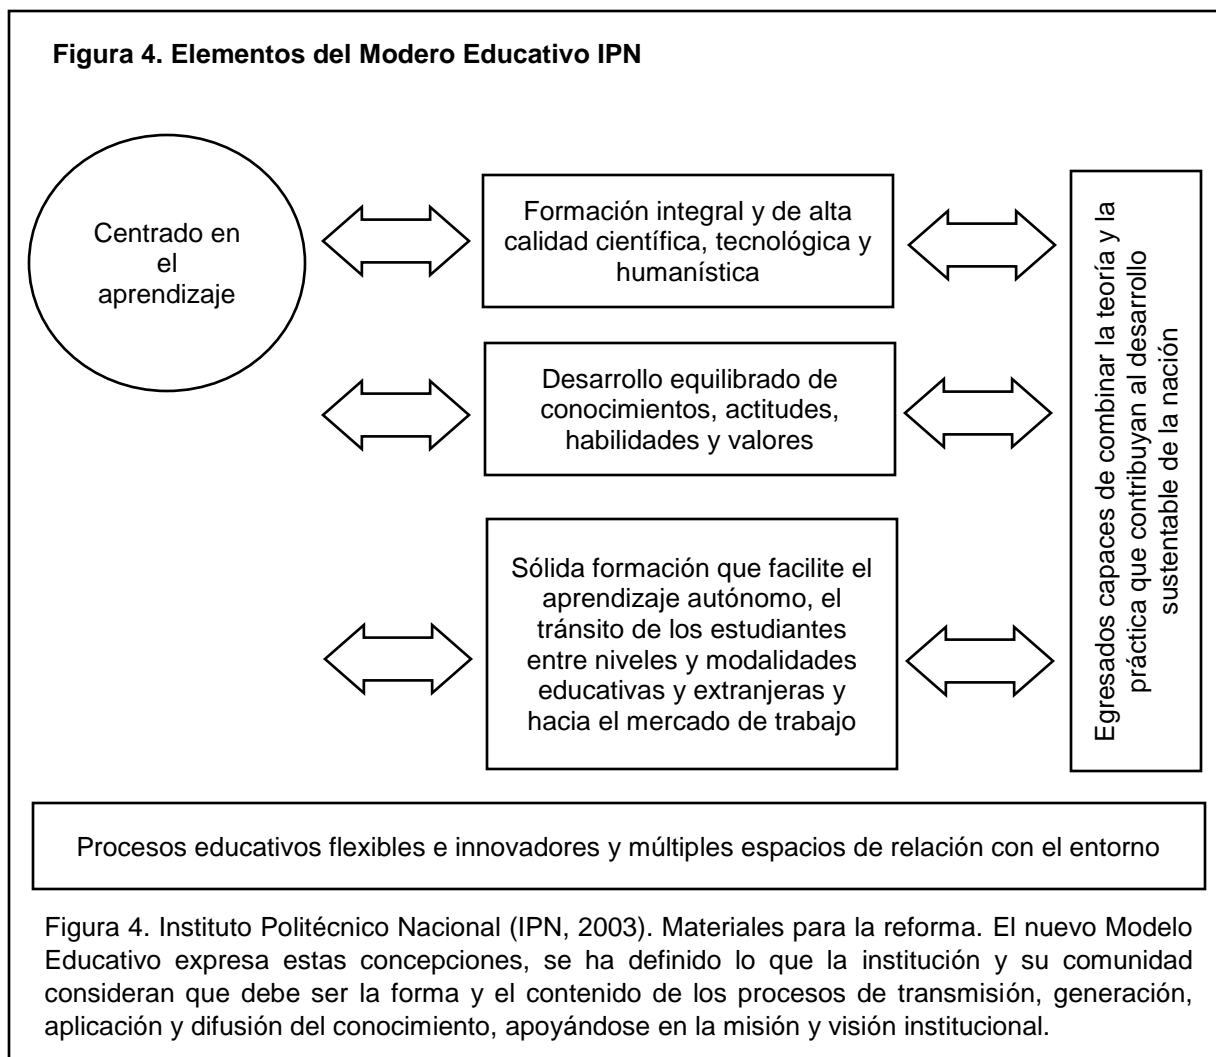 Figura 4. Elementos del Modero Educativo IPN
Centrado en
el
aprendizaje
Formación integral y de alta
calidad científica, tecnológica y
humanística
Desarrollo equilibrado de
conocimientos, actitudes,
habilidades y valores
Sólida formación que facilite el
aprendizaje autónomo, el
tránsito de los estudiantes
entre niveles y modalidades
educativas y extranjeras y
hacia el mercado de trabajo
Egresados capaces de combinar la teoría y la
práctica que contribuyan al desarrollo
sustentable de la nación
Procesos educativos flexibles e innovadores y múltiples espacios de relación con el entorno
Figura 4. Instituto Politécnico Nacional (IPN, 2003). Materiales para la reforma. El nuevo Modelo
Educativo expresa estas concepciones, se ha definido lo que la institución y su comunidad
consideran que debe ser la forma y el contenido de los procesos de transmisión, generación,
aplicación y difusión del conocimiento, apoyándose en la misión y visión institucional.